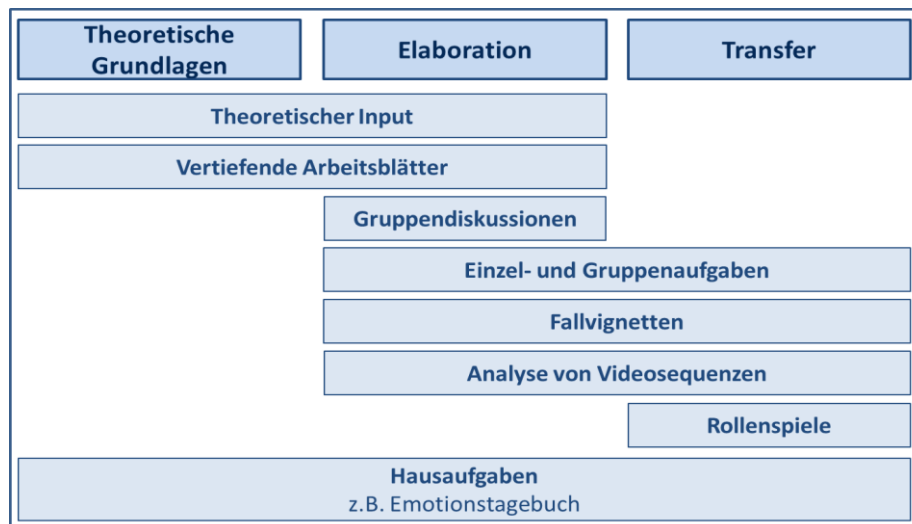 Theoretische
Grundlagen
Elaboration
Transfer
Theoretischer Input
Vertiefende Arbeitsblätter
Gruppendiskussionen
Einzel- und Gruppenaufgaben
Fallvignetten
Analyse von Videosequenzen
Rollenspiele
Hausaufgaben
z.B. Emotionstagebuch